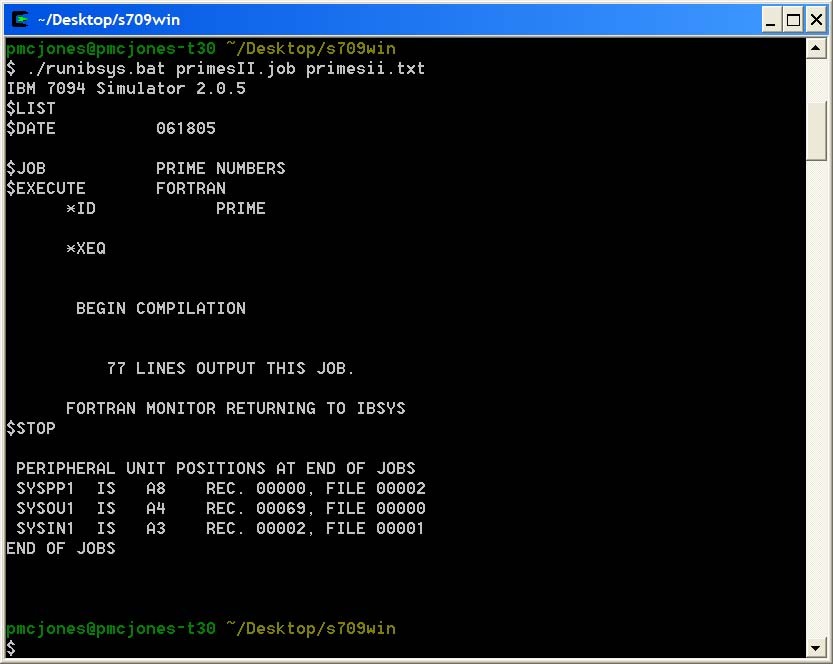 ~/Desktop/s709win
pmcjones@pmcjones-t30 ~/Desktop/s709win
$ ./runibsys.bat primesII.job primesii.txt
IBM 7094 Simulator 2.0.5
$LIST
$DATE          061805
$JOB           PRIME NUMBERS
$EXECUTE       FORTRAN
      *ID            PRIME
      *XEQ
       BEGIN COMPILATION
          77 LINES OUTPUT THIS JOB.
      FORTRAN MONITOR RETURNING TO IBSYS
$STOP
 PERIPHERAL UNIT POSITIONS AT END OF JOBS
 SYSPP1  IS   A8    REC. 00000, FILE 00002
 SYSOU1  IS   A4    REC. 00069, FILE 00000
 SYSIN1  IS   A3    REC. 00002, FILE 00001
END OF JOBS
pmcjones@pmcjones-t30 ~/Desktop/s709win
$